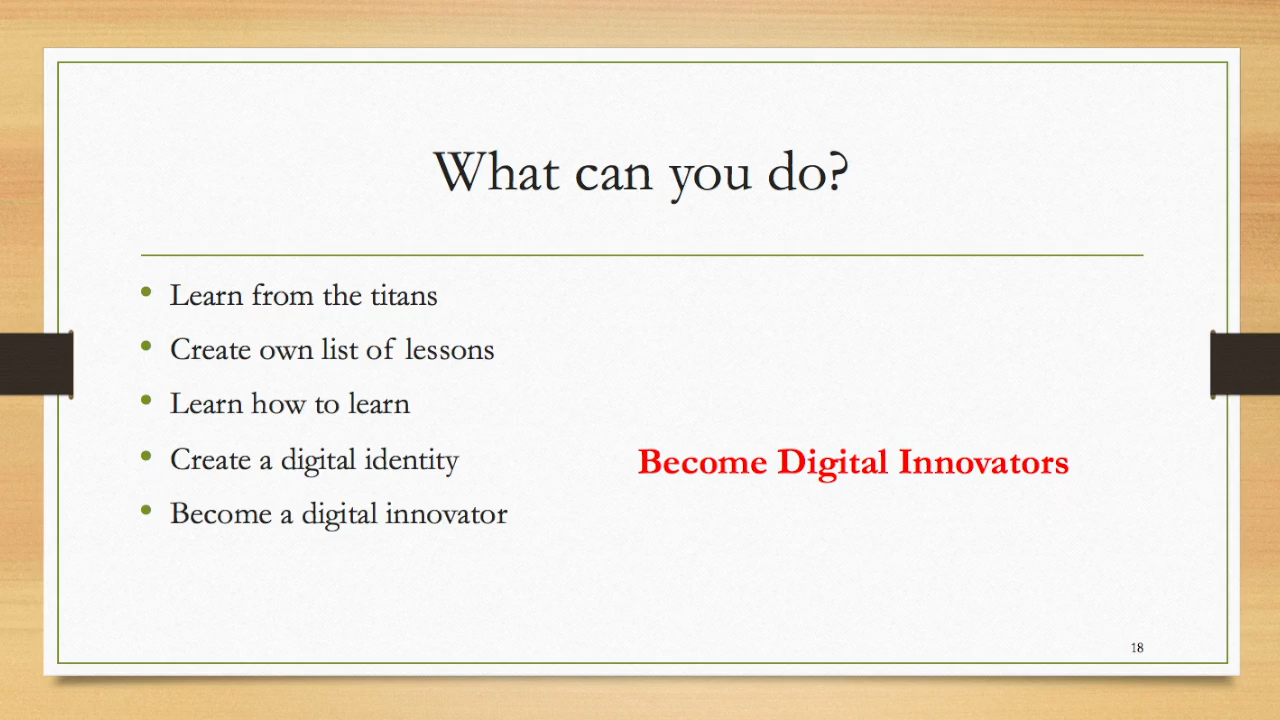 What can you do?
• Learn from the titans
• Create own list of lessons
• Learn how to learn
• Create a digital identity
Become Digital Innovators
• Become a digital innovator
18